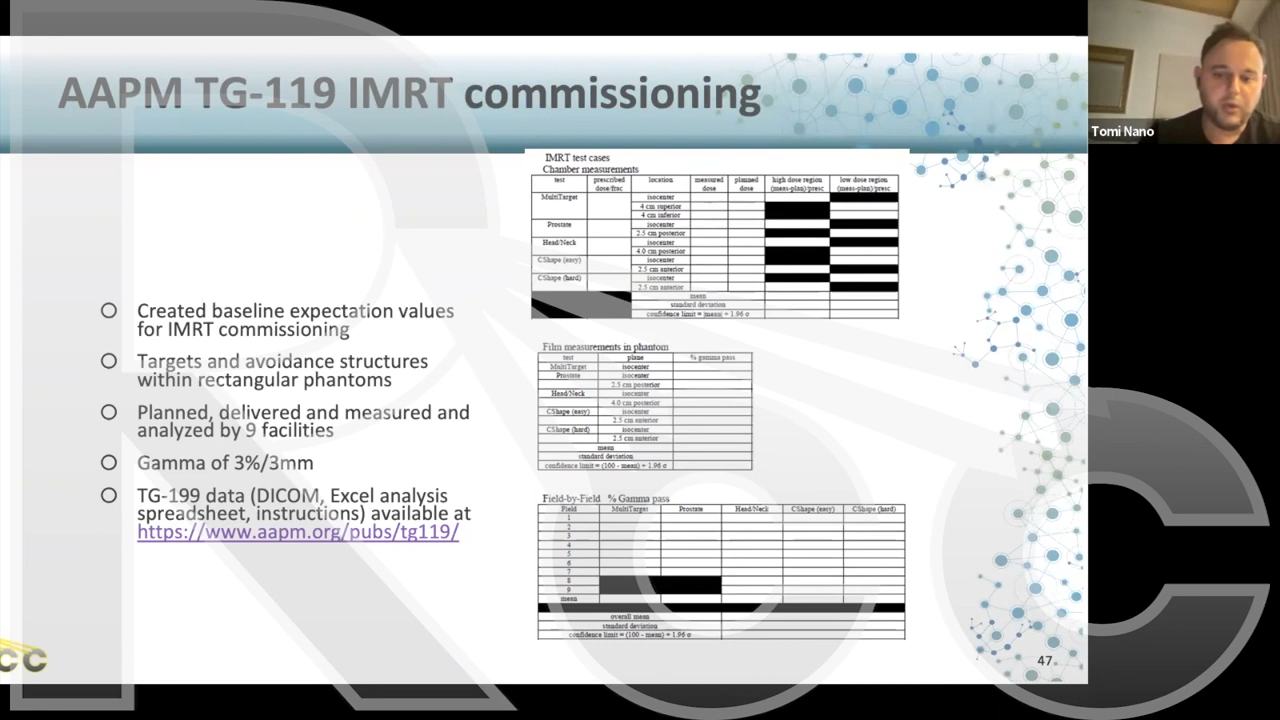 AAPM TG-119 IMRT commissioning
Tomi Nano
Created baseline expectation values
for IMRT commissioning
Targets and avoidance structures
within rectangular phantoms
Planned, delivered and measured and
analyzed by 9 facilities
Gamma of 3%/3mm
TG-199 data (DICOM, Excel analysis
spreadsheet, instructions) available at
https://www.aapm.org/pubs/tg119/
IMRT test cases
Chamber measurements
test prescribed location measured planned high dose region low dose region
dose/frac dose dose (meas-plan)/presc (meas-plan)/presc
MultiTarget isocenter
4 cm superior
4 cm inferior
Prostate isocenter
2.5 cm posterior
Head/Neck isocenter
4.0 cm posterior
CShape (easy) isocenter
2.5 cm anterior
CShape (hard) isocenter
2.5 cm anterior
mean
standard deviation
confidence limit = |mean| + 1.96 σ
Film measurements in phantom
test plane % gamma pass
MultiTarget isocenter
Prostate isocenter
2.5 cm posterior
Head/Neck isocenter
4.0 cm posterior
CShape (easy) isocenter
2.5 cm anterior
CShape (hard) isocenter
2.5 cm anterior
mean
standard deviation
confidence limit = (100 - mean) + 1.96 σ
Field-by-Field % Gamma pass
Field MultiTarget Prostate Head/Neck CShape (easy) CShape (hard)
1
2
3
4
5
6
7
8
9
mean
overall mean
standard deviation
confidence limit = (100 - mean) + 1.96 σ
47